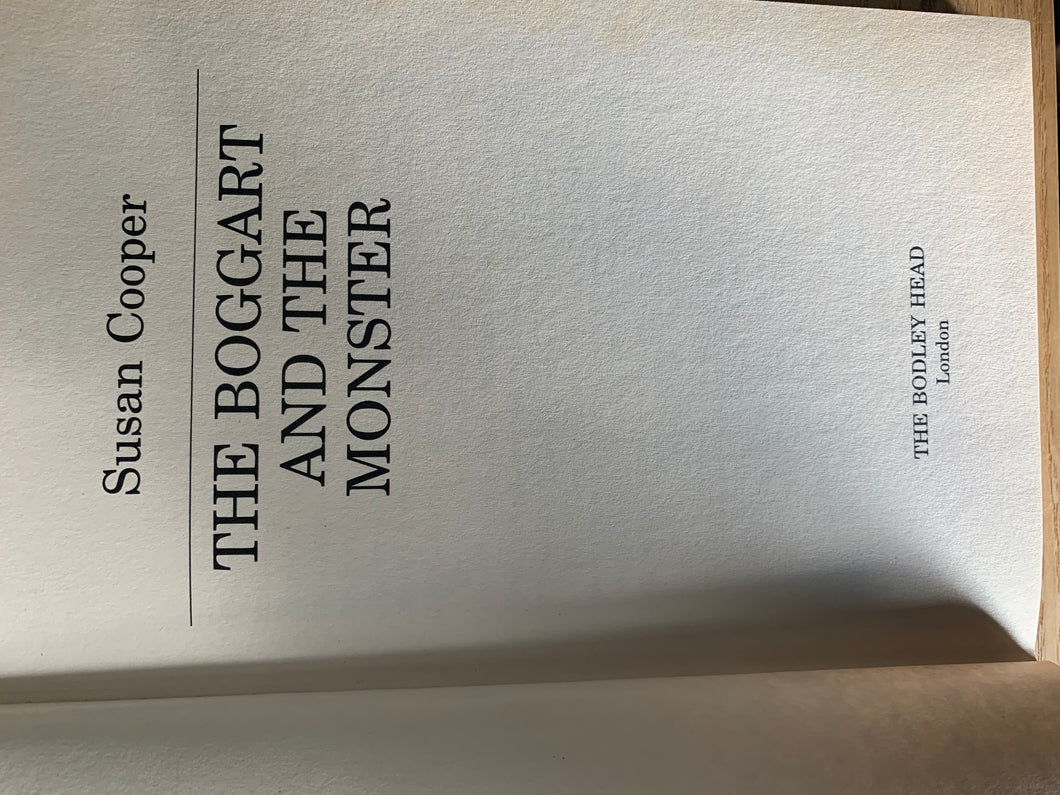 Susan Cooper
THE BOGGART
AND THE
MONSTER
THE BODLEY HEAD
London